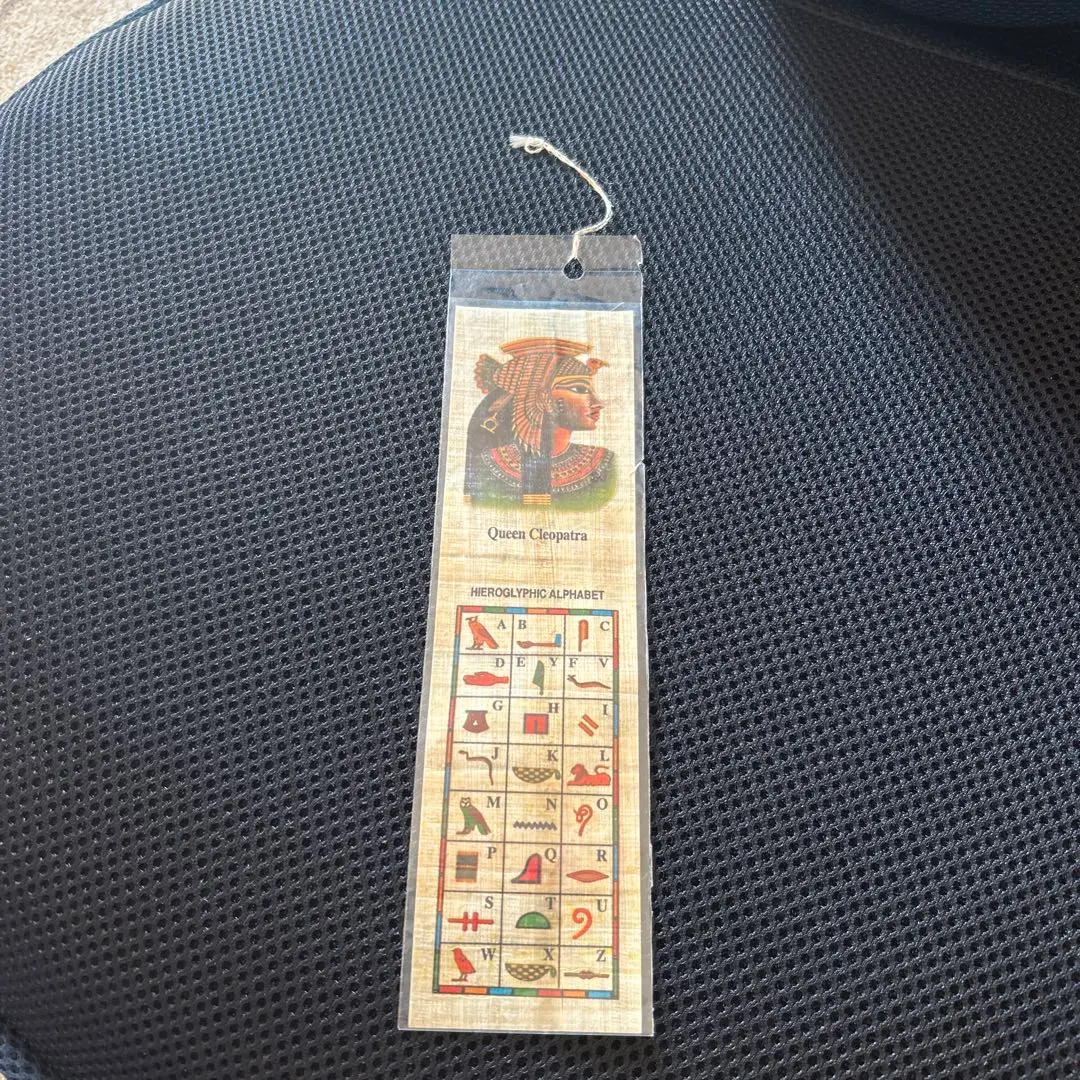 Queen Cleopatra
HIEROGLYPHIC ALPHABET
A B C
D E Y F V
G H I
J K L
M N O
P Q R
S T U
W X Z